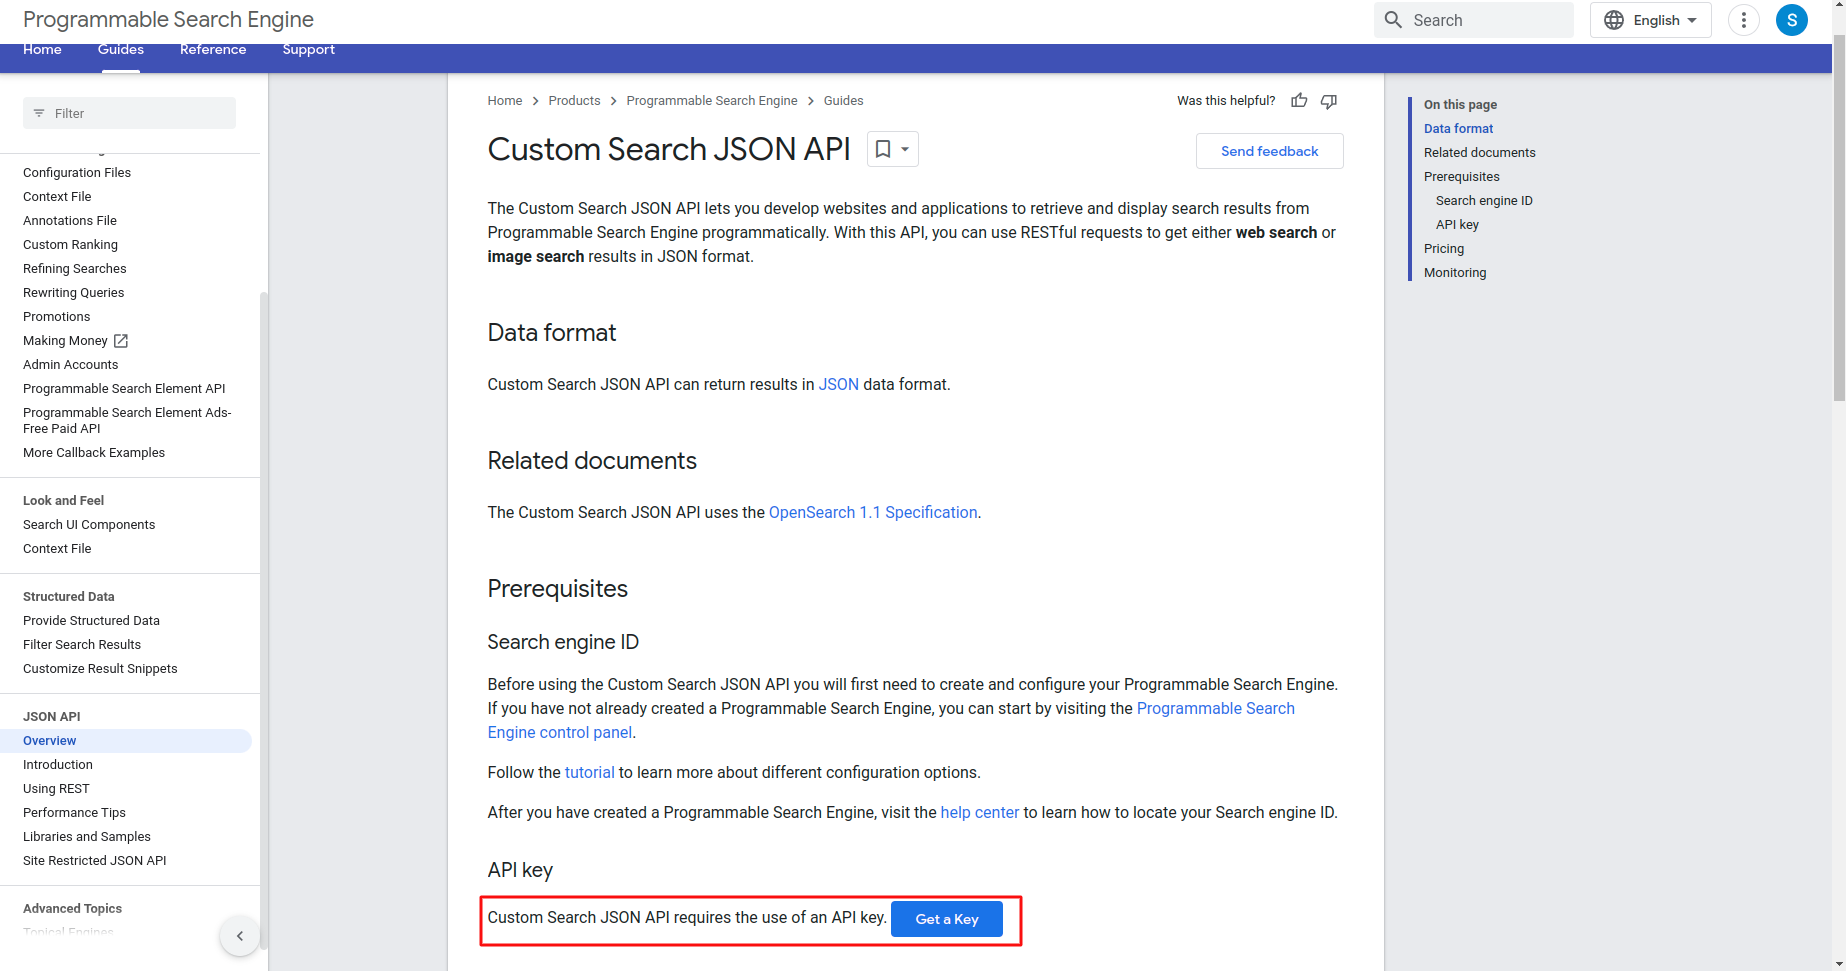 Programmable Search Engine
Search
English
S
Home
Guides
Reference
Support
Filter
Configuration Files
Context File
Annotations File
Custom Ranking
Refining Searches
Rewriting Queries
Promotions
Making Money
Admin Accounts
Programmable Search Element API
Programmable Search Element Ads-
Free Paid API
More Callback Examples
Look and Feel
Search UI Components
Context File
Structured Data
Provide Structured Data
Filter Search Results
Customize Result Snippets
JSON API
Overview
Introduction
Using REST
Performance Tips
Libraries and Samples
Site Restricted JSON API
Advanced Topics
Topical Engines
Home > Products > Programmable Search Engine > Guides
Was this helpful?
Custom Search JSON API
Send feedback
The Custom Search JSON API lets you develop websites and applications to retrieve and display search results from
Programmable Search Engine programmatically. With this API, you can use RESTful requests to get either web search or
image search results in JSON format.
Data format
Custom Search JSON API can return results in JSON data format.
Related documents
The Custom Search JSON API uses the OpenSearch 1.1 Specification.
Prerequisites
Search engine ID
Before using the Custom Search JSON API you will first need to create and configure your Programmable Search Engine.
If you have not already created a Programmable Search Engine, you can start by visiting the Programmable Search
Engine control panel.
Follow the tutorial to learn more about different configuration options.
After you have created a Programmable Search Engine, visit the help center to learn how to locate your Search engine ID.
API key
Custom Search JSON API requires the use of an API key. Get a Key
On this page
Data format
Related documents
Prerequisites
Search engine ID
API key
Pricing
Monitoring